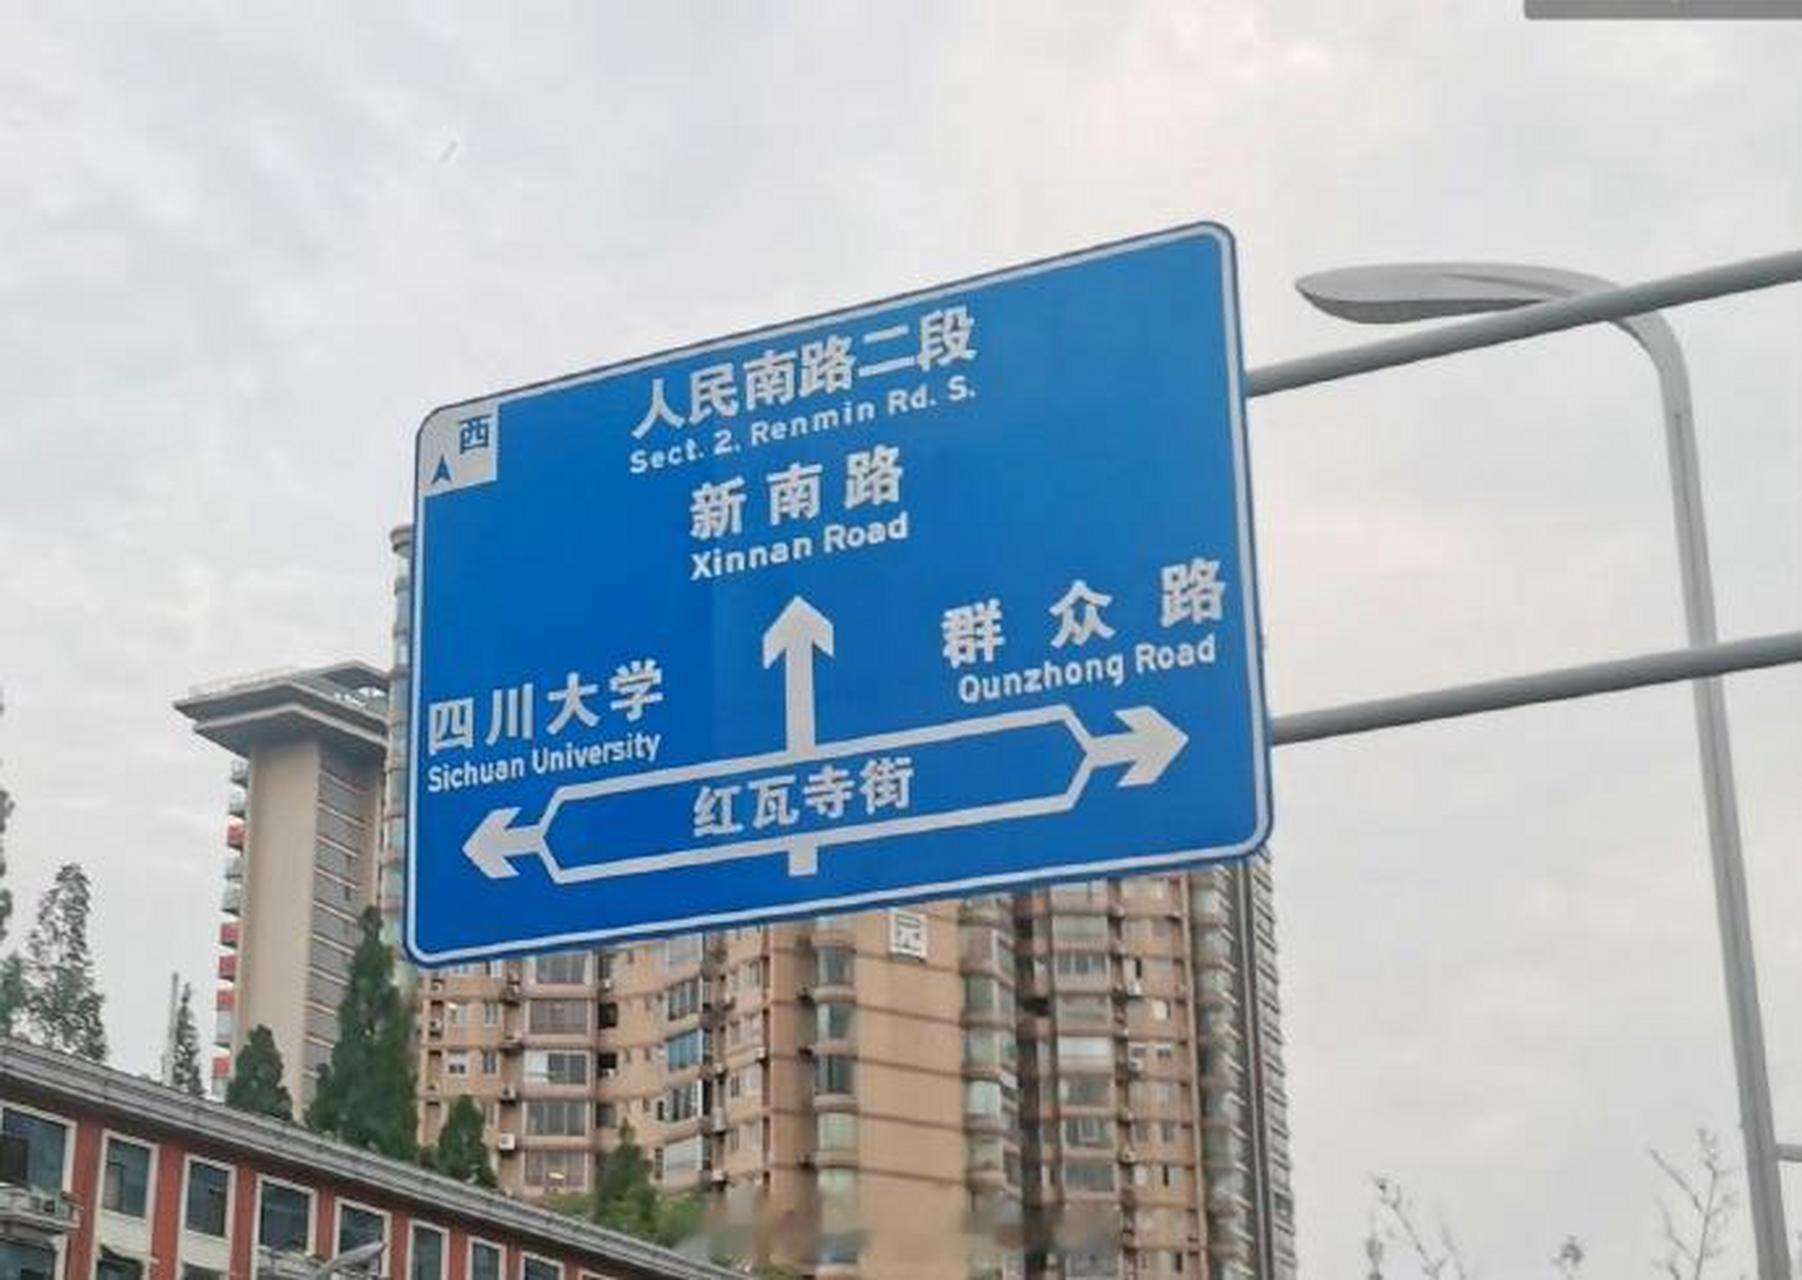 西
人民南路二段
Sect. 2, Renmin Rd. S.
新南路
Xinnan Road
群众路
Qunzhong Road
四川大学
Sichuan University
红瓦寺街
园